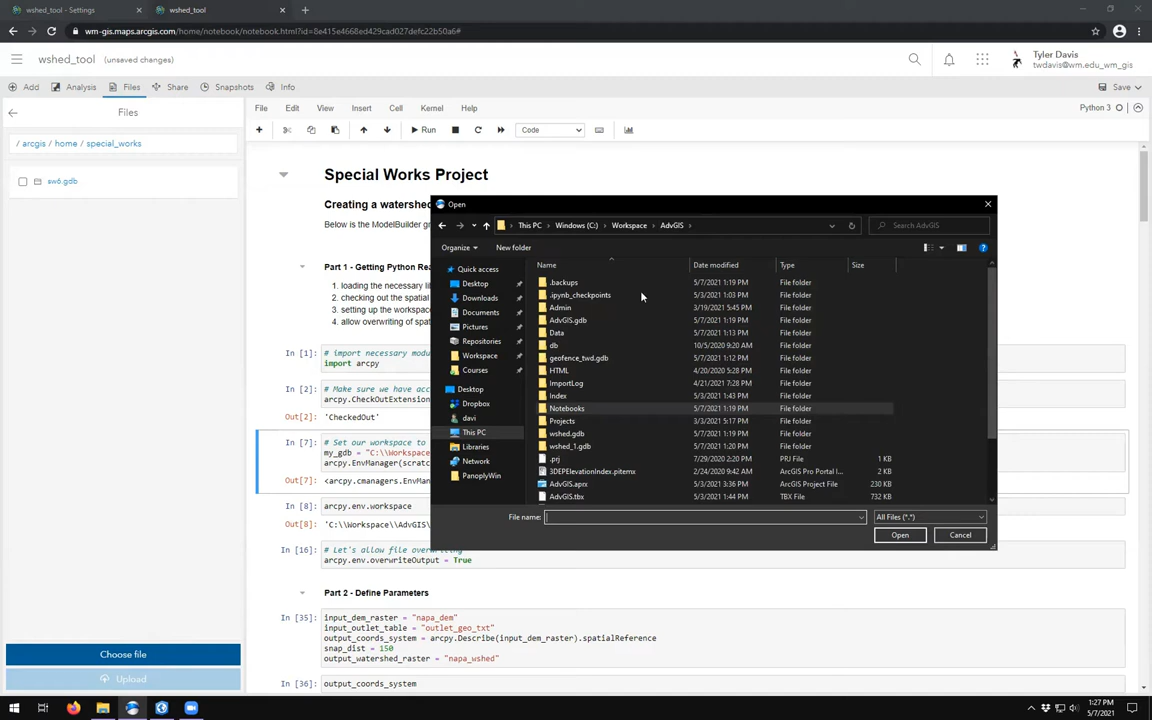 wshed_tool - Settings
wshed_tool
wm-gis.maps.arcgis.com/home/notebook/notebook.html?id=8e415e4668ed429cad027defc22b50a6#
wshed_tool (unsaved changes)
Tyler Davis
twdavis@wm.edu_wm_gis
Add Analysis Files Share Snapshots Info
Save
Files
/ arcgis / home / special_works
sw6.gdb
Choose file
Upload
File Edit View Insert Cell Kernel Help
Python 3
Run
Code
Special Works Project
Creating a watershed
Below is the ModelBuilder gr
Part 1 - Getting Python Rea
1. loading the necessary lib
2. checking out the spatial
3. setting up the workspace
4. allow overwriting of spat
In [1]: # import necessary modu
import arcpy
In [2]: # Make sure we have acc
arcpy.CheckOutExtension
Out[2]: 'CheckedOut'
In [7]: # Set our workspace to
my_gdb = "C:\\Workspace
arcpy.EnvManager(scratc
Out[7]: <arcpy.cmanagers.EnvMan
In [8]: arcpy.env.workspace
Out[8]: 'C:\\Workspace\\AdvGIS\
In [16]: # Let's allow file overwriting
arcpy.env.overwriteOutput = True
Part 2 - Define Parameters
In [35]: input_dem_raster = "napa_dem"
input_outlet_table = "outlet_geo_txt"
output_coords_system = arcpy.Describe(input_dem_raster).spatialReference
snap_dist = 150
output_watershed_raster = "napa_wshed"
In [36]: output_coords_system
Open
This PC > Windows (C:) > Workspace > AdvGIS >
Search AdvGIS
Organize New folder
Quick access
Desktop
Downloads
Documents
Pictures
Repositories
Workspace
Courses
Desktop
Dropbox
davi
This PC
Libraries
Network
PanoplyWin
Name Date modified Type Size
.backups 5/7/2021 1:19 PM File folder
.ipynb_checkpoints 5/3/2021 1:03 PM File folder
Admin 3/19/2021 5:45 PM File folder
AdvGIS.gdb 5/7/2021 1:19 PM File folder
Data 5/7/2021 1:13 PM File folder
db 10/5/2020 9:20 AM File folder
geofence_twd.gdb 5/7/2021 1:12 PM File folder
HTML 4/20/2020 5:28 PM File folder
ImportLog 4/21/2021 7:28 PM File folder
Index 5/3/2021 1:43 PM File folder
Notebooks 5/7/2021 1:19 PM File folder
Projects 3/3/2021 5:17 PM File folder
wshed.gdb 5/7/2021 1:19 PM File folder
wshed_1.gdb 5/7/2021 1:20 PM File folder
.prj 7/29/2020 2:20 PM PRJ File 1 KB
3DEPElevationIndex.pitemx 2/24/2020 9:42 AM ArcGIS Pro Portal I... 2 KB
AdvGIS.aprx 5/3/2021 3:36 PM ArcGIS Project File 230 KB
AdvGIS.tbx 5/3/2021 1:44 PM TBX File 732 KB
File name:
All Files (*.*)
Open Cancel
1:27 PM
5/7/2021